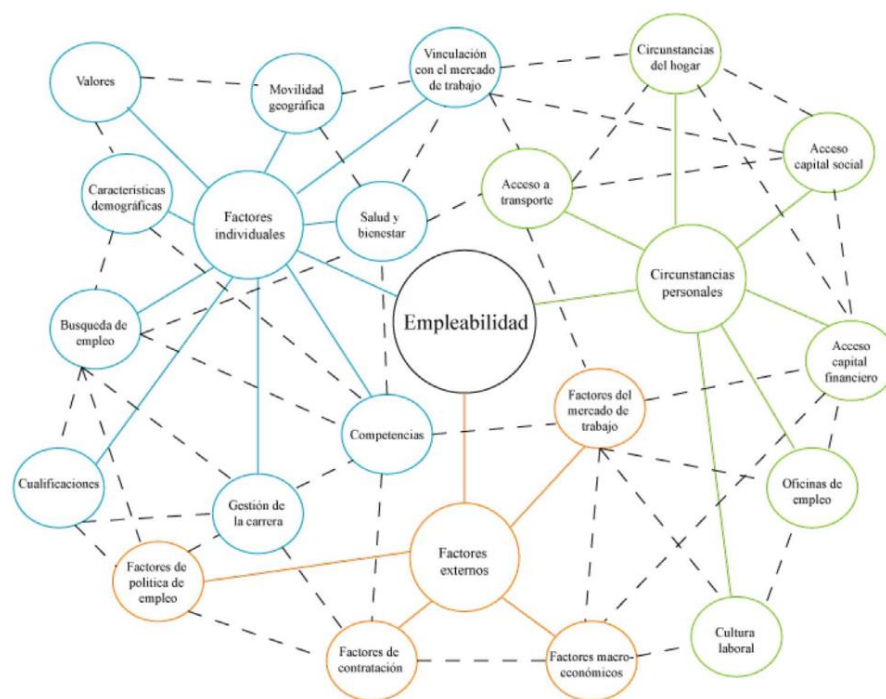 Vinculación
con el mercado
de trabajo
Circunstancias
del hogar
Valores
Movilidad
geográfica
Acceso
capital social
Características
demográficas
Acceso a
transporte
Factores
individuales
Salud y
bienestar
Circunstancias
personales
Empleabilidad
Busqueda de
empleo
Acceso
capital
financiero
Factores del
mercado de
trabajo
Competencias
Cualificaciones
Oficinas de
empleo
Gestión de
la carrera
Factores
externos
Factores de
política de
empleo
Cultura
laboral
Factores de
contratación
Factores macro-
económicos